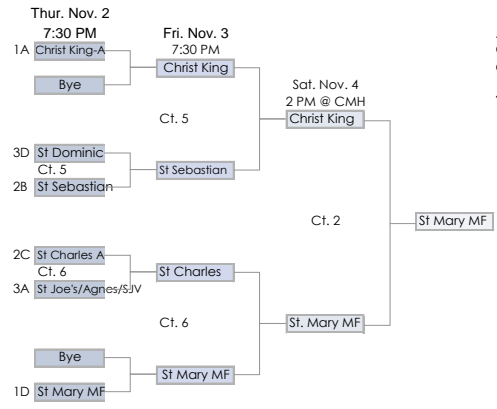 Thur. Nov. 2
7:30 PM
Fri. Nov. 3
7:30 PM
1A Christ King-A
Christ King
Bye
Sat. Nov. 4
2 PM @ CMH
Ct. 5
Christ King
3D St Dominic
Ct. 5
St Sebastian
2B St Sebastian
Ct. 2
St Mary MF
2C St Charles A
Ct. 6
St Charles
3A St Joe's/Agnes/SJV
Ct. 6
St. Mary MF
Bye
St Mary MF
1D St Mary MF